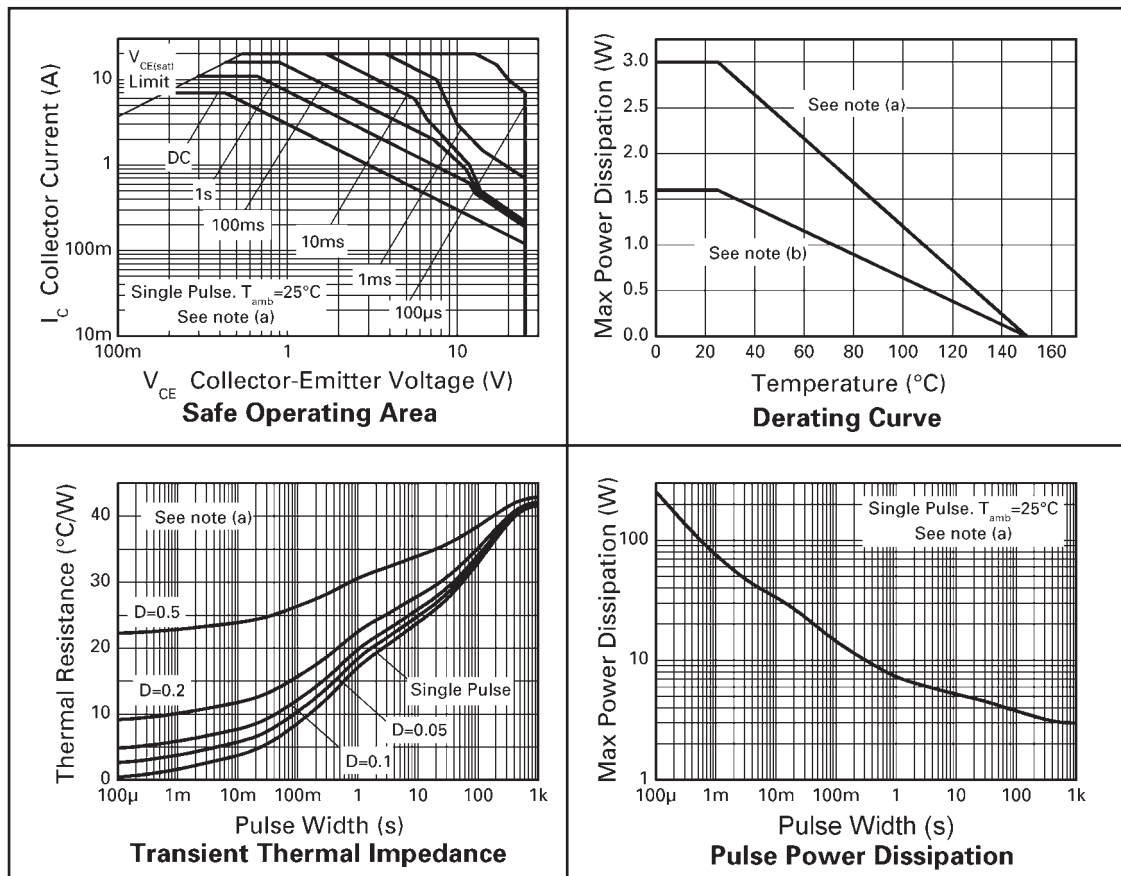 I_C Collector Current (A)
10
1
100m
10m
V_CE(sat)
Limit
DC
1s
100ms
10ms
1ms
100µs
Single Pulse. T_amb=25°C
See note (a)
100m 1 10
V_CE Collector-Emitter Voltage (V)
Safe Operating Area
Max Power Dissipation (W)
3.0
2.5
2.0
1.5
1.0
0.5
0.0
See note (a)
See note (b)
0 20 40 60 80 100 120 140 160
Temperature (°C)
Derating Curve
Thermal Resistance (°C/W)
40
30
20
10
0
See note (a)
D=0.5
D=0.2
Single Pulse
D=0.05
D=0.1
100µ 1m 10m 100m 1 10 100 1k
Pulse Width (s)
Transient Thermal Impedance
Max Power Dissipation (W)
100
10
1
Single Pulse. T_amb=25°C
See note (a)
100µ 1m 10m 100m 1 10 100 1k
Pulse Width (s)
Pulse Power Dissipation